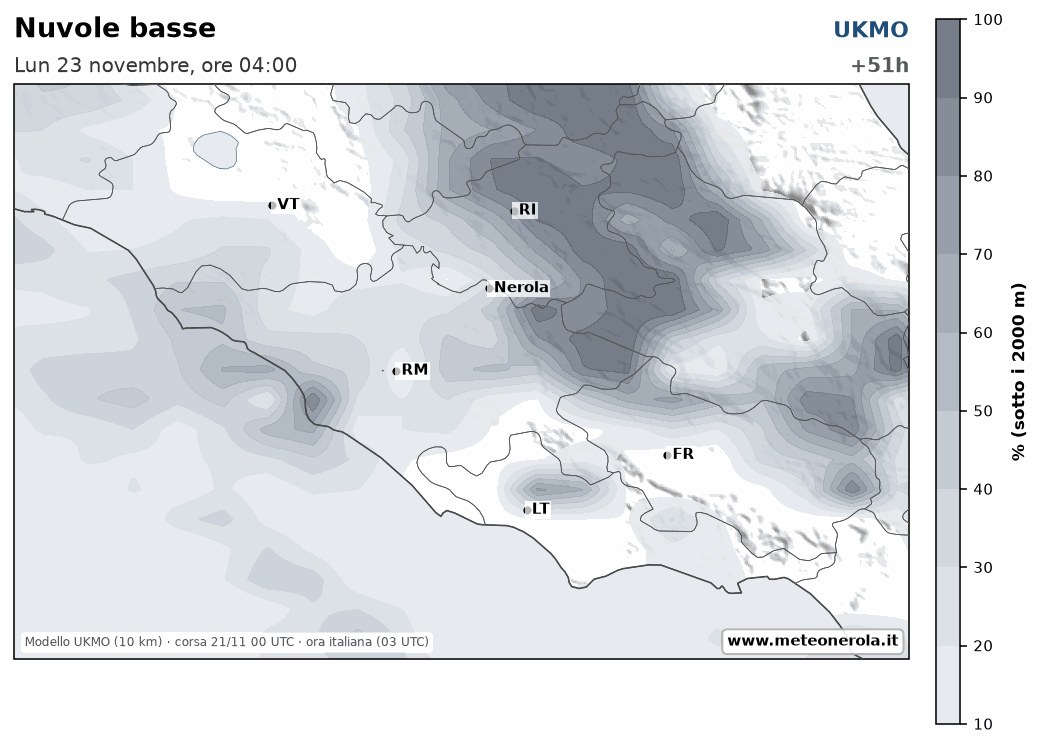 Nuvole basse
UKMO
Lun 23 novembre, ore 04:00
+51h
VT
RI
Nerola
RM
FR
LT
Modello UKMO (10 km) · corsa 21/11 00 UTC · ora italiana (03 UTC)
www.meteonerola.it
100
90
80
70
60
50
40
30
20
10
% (sotto i 2000 m)